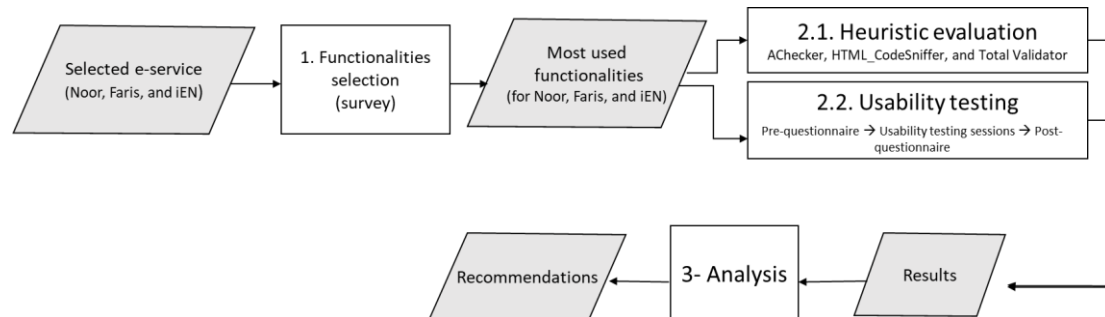 Selected e-service
(Noor, Faris, and iEN)
1. Functionalities
selection
(survey)
Most used
functionalities
(for Noor, Faris, and iEN)
2.1. Heuristic evaluation
AChecker, HTML_CodeSniffer, and Total Validator
2.2. Usability testing
Pre-questionnaire → Usability testing sessions → Post-
questionnaire
Recommendations
3- Analysis
Results